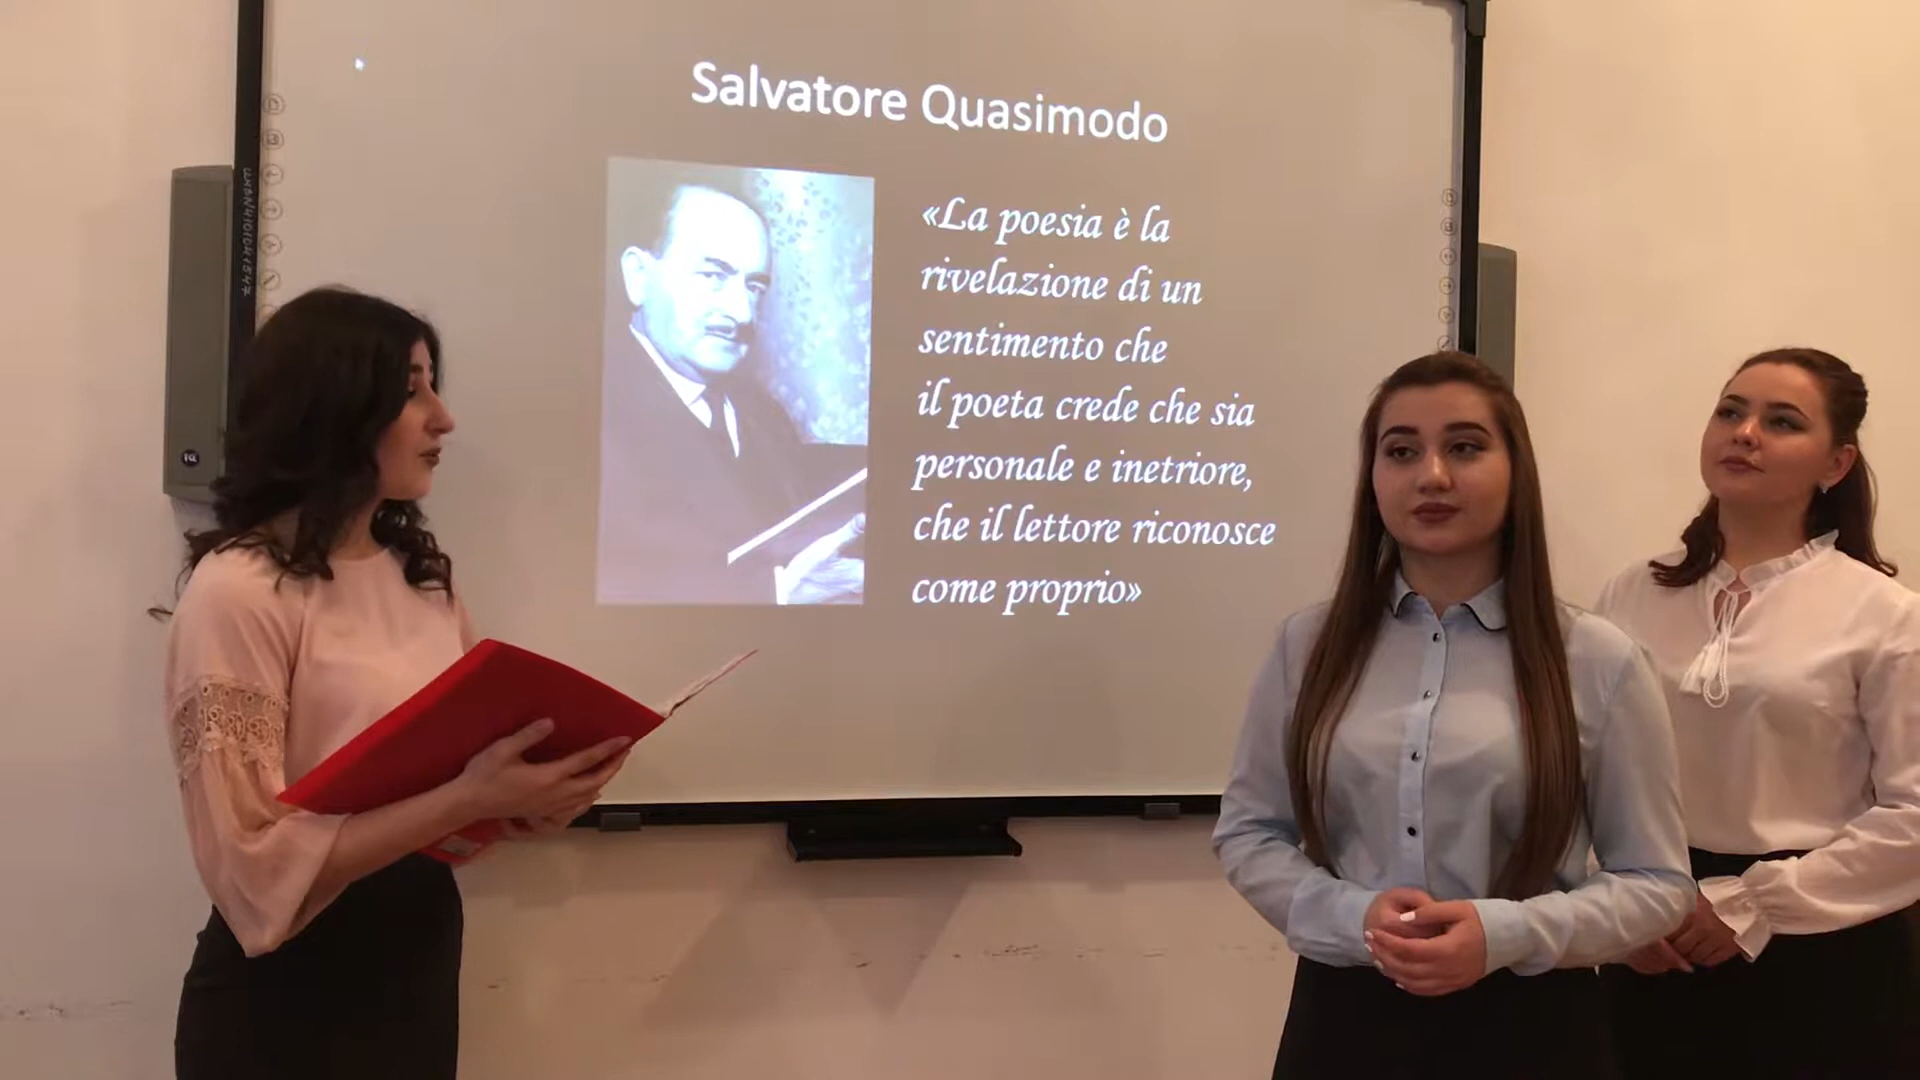 Salvatore Quasimodo
«La poesia è la
rivelazione di un
sentimento che
il poeta crede che sia
personale e inetriore,
che il lettore riconosce
come proprio»